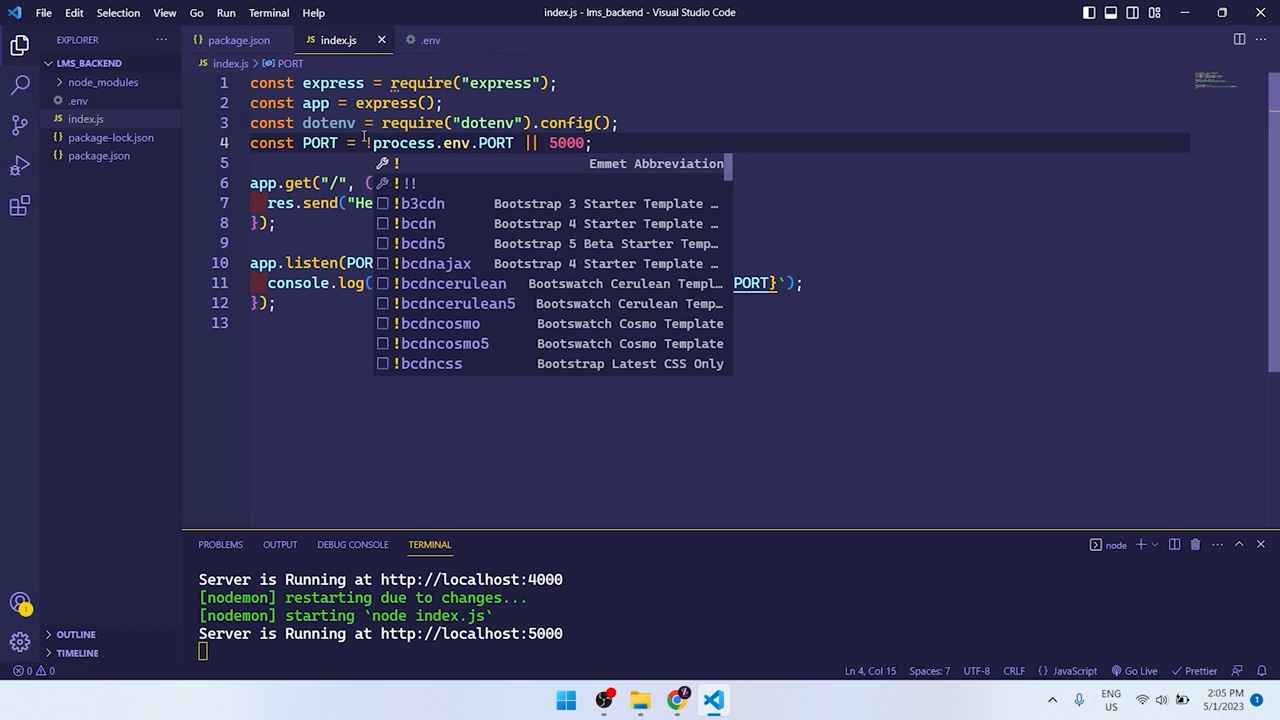 File Edit Selection View Go Run Terminal Help
index.js - lms_backend - Visual Studio Code
EXPLORER
LMS_BACKEND
node_modules
.env
index.js
package-lock.json
package.json
OUTLINE
TIMELINE
package.json
JS index.js
.env
JS index.js > PORT
1 const express = require("express");
2 const app = express();
3 const dotenv = require("dotenv").config();
4 const PORT = !process.env.PORT || 5000;
5
6 app.get("/", (
7 res.send("He
8 });
9
10 app.listen(POR
11 console.log( PORT}`);
12 });
13
! Emmet Abbreviation
!!!
!b3cdn Bootstrap 3 Starter Template …
!bcdn Bootstrap 4 Starter Template …
!bcdn5 Bootstrap 5 Beta Starter Temp…
!bcdnajax Bootstrap 4 Starter Template …
!bcdncerulean Bootswatch Cerulean Templ…
!bcdncerulean5 Bootswatch Cerulean Temp…
!bcdncosmo Bootswatch Cosmo Template
!bcdncosmo5 Bootswatch Cosmo Template
!bcdncss Bootstrap Latest CSS Only
PROBLEMS OUTPUT DEBUG CONSOLE TERMINAL
node
Server is Running at http://localhost:4000
[nodemon] restarting due to changes...
[nodemon] starting `node index.js`
Server is Running at http://localhost:5000
1
0 0
Ln 4, Col 15 Spaces: 7 UTF-8 CRLF {} JavaScript Go Live Prettier
ENG
US
2:05 PM
5/1/2023
1